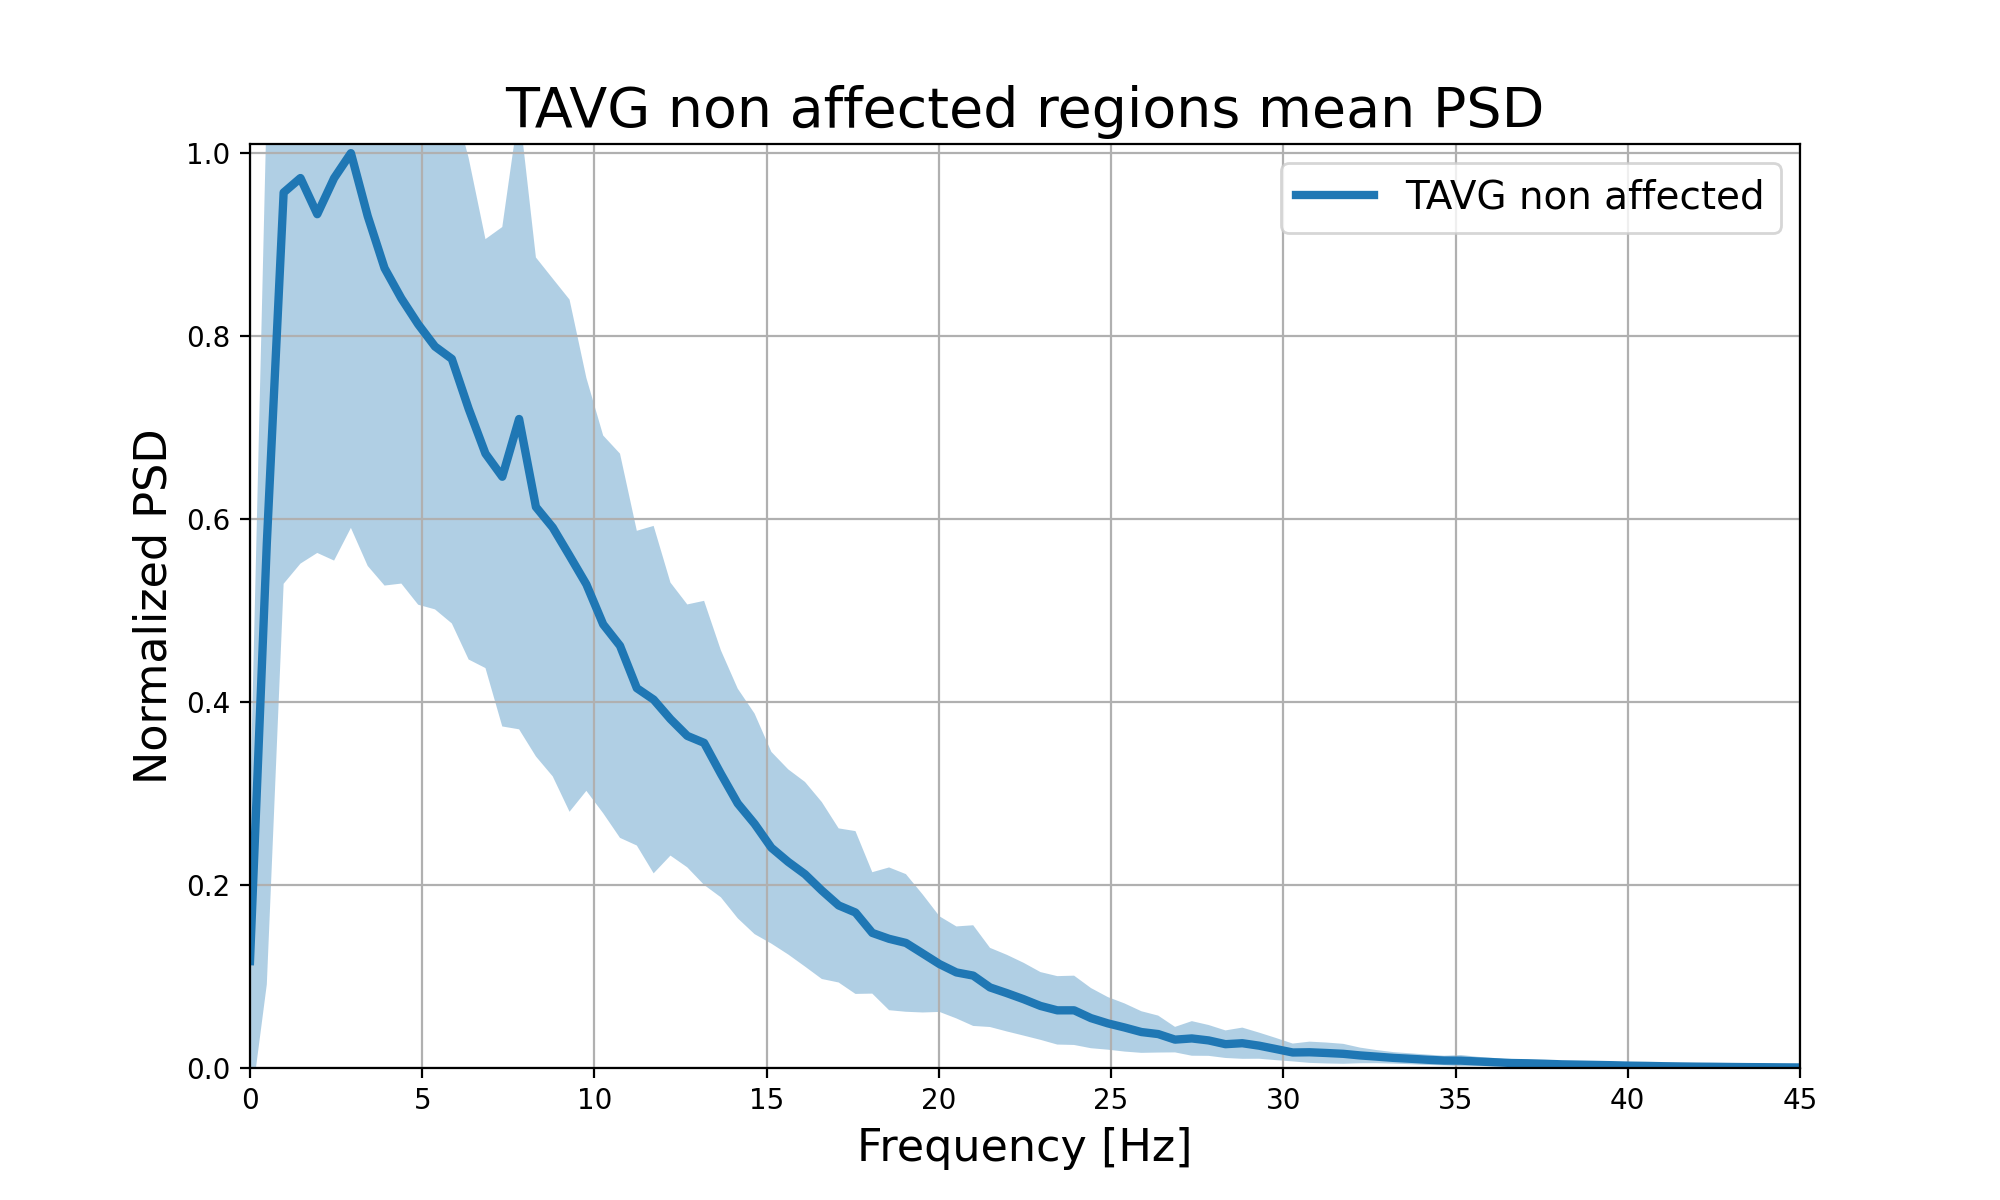 TAVG non affected regions mean PSD
TAVG non affected
Normalized PSD
1.0
0.8
0.6
0.4
0.2
0.0
0 5 10 15 20 25 30 35 40 45
Frequency [Hz]